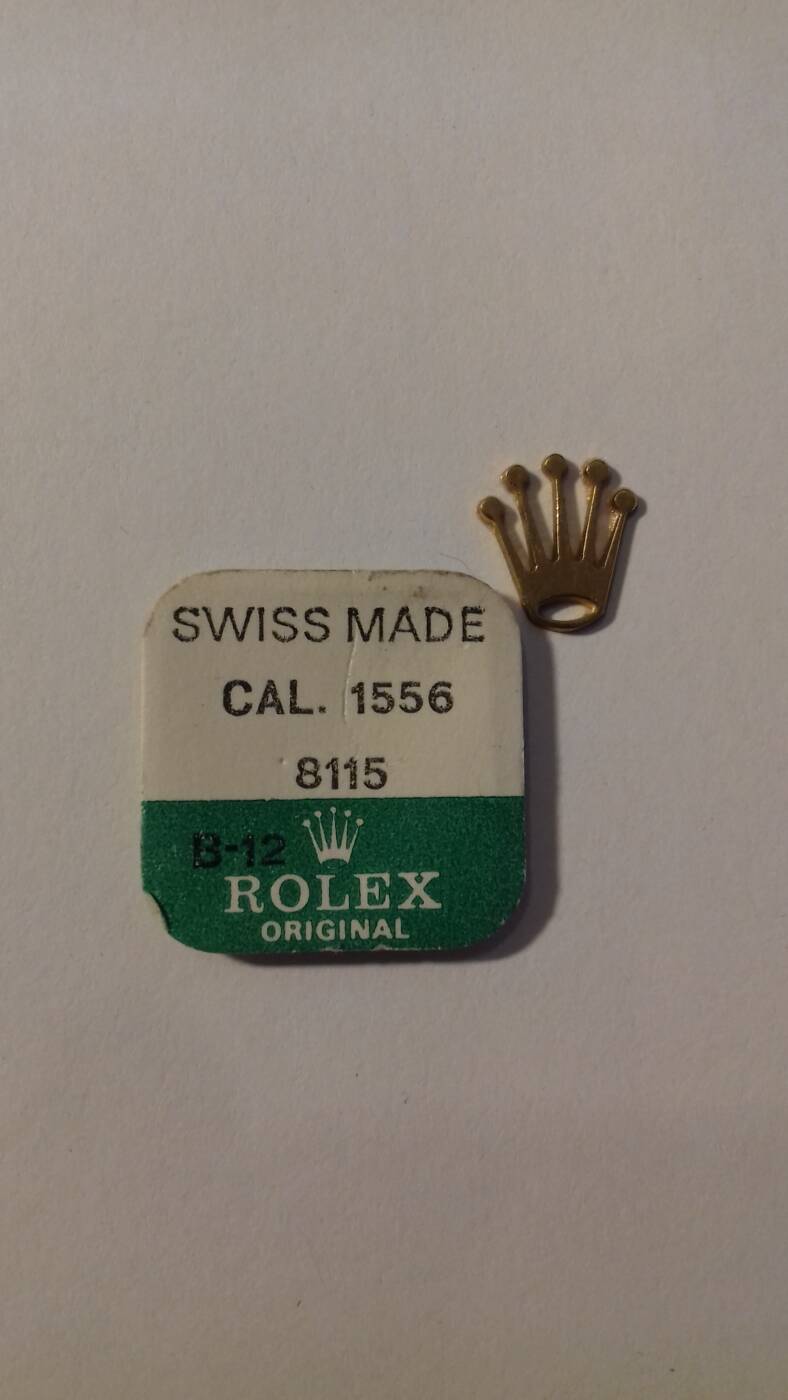 SWISS MADE
CAL. 1556
8115
B-12
ROLEX
ORIGINAL